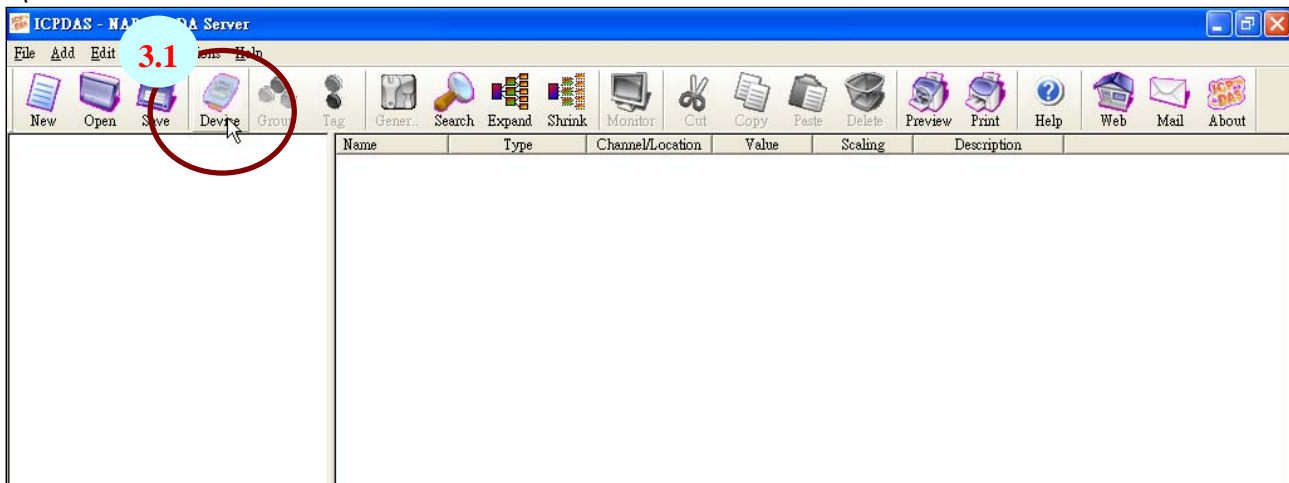 ICPDAS - NAP DA Server
3.1
File Add Edit Help
New Open Save Device Group Tag Gener.. Search Expand Shrink Monitor Cut Copy Paste Delete Preview Print Help Web Mail About
Name Type Channel/Location Value Scaling Description